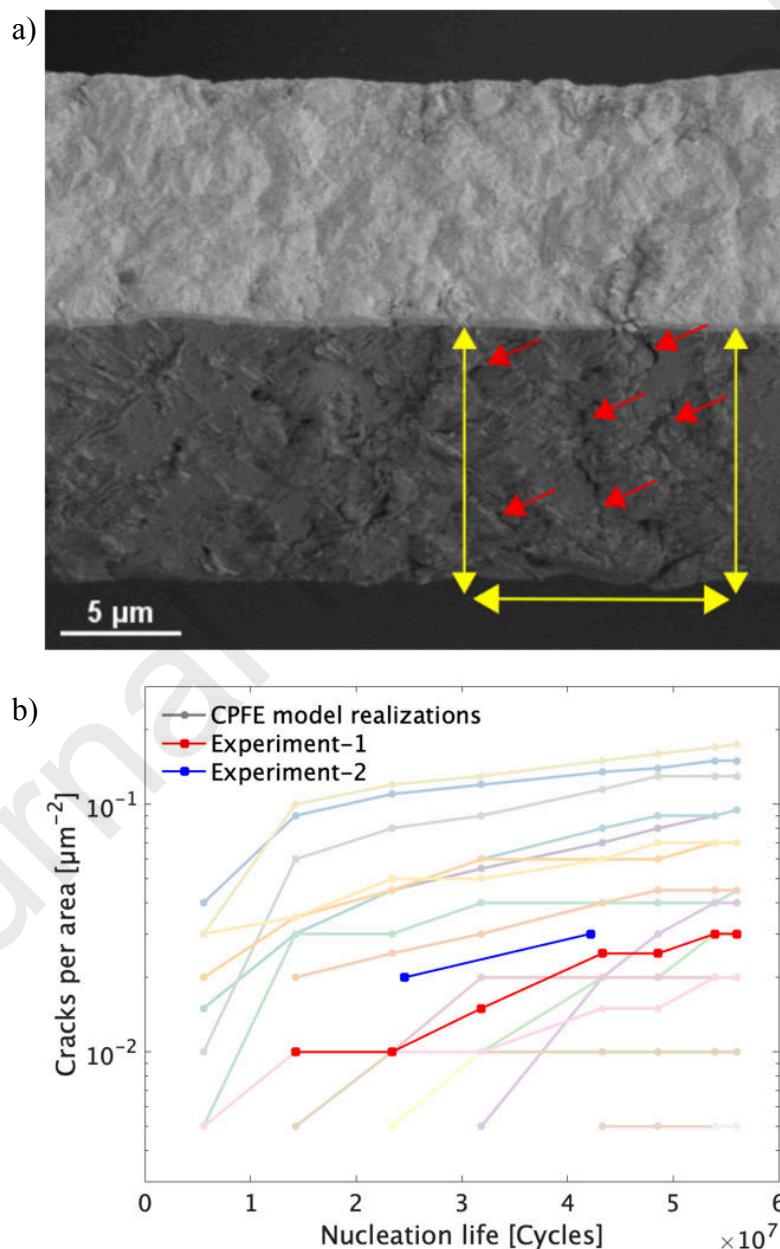 a)
5 μm
b)
CPFE model realizations
Experiment-1
Experiment-2
Cracks per area [μm⁻²]
10⁻¹
10⁻²
0 1 2 3 4 5 6
Nucleation life [Cycles]
×10⁷
urnal